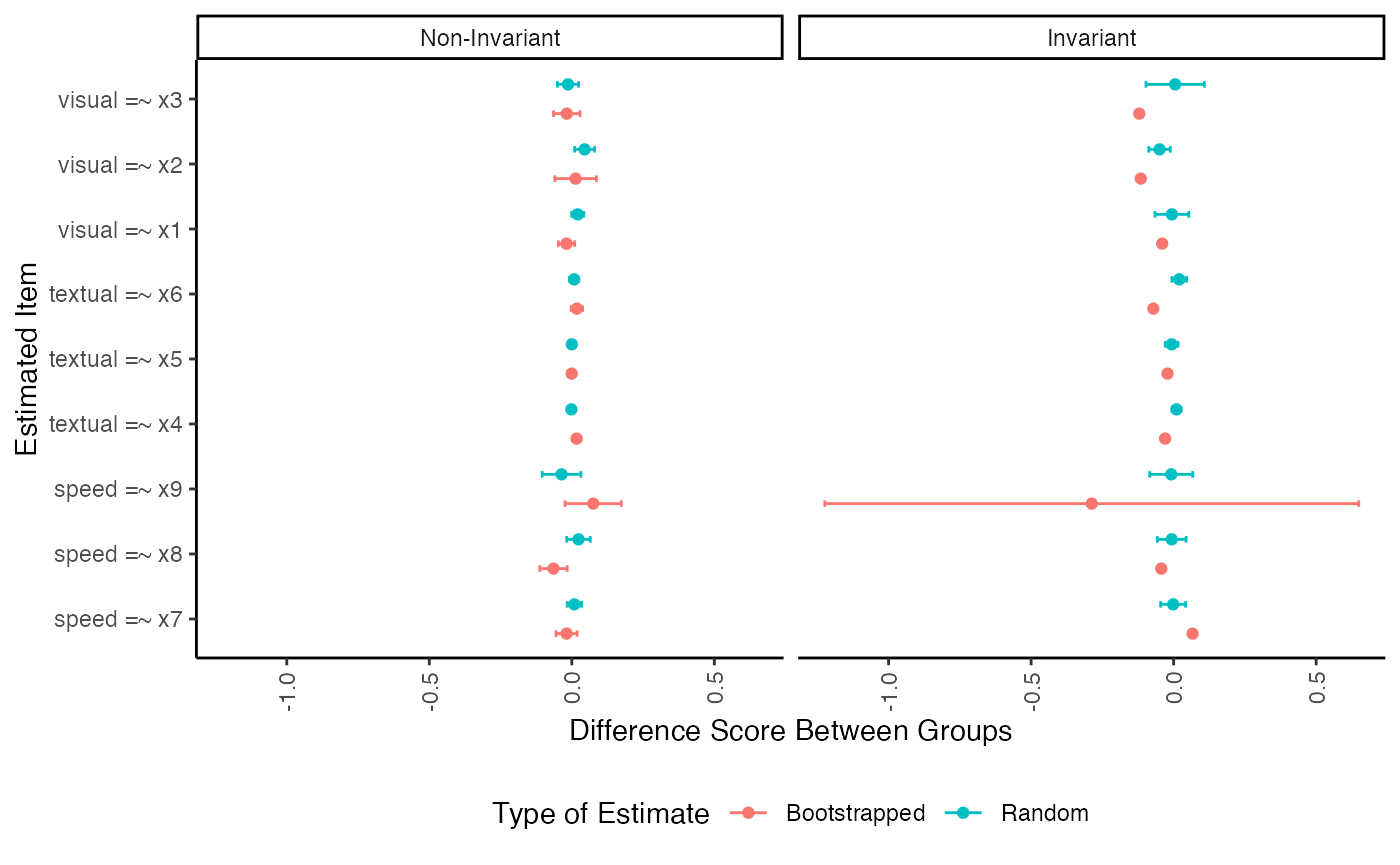 Non-Invariant
Invariant
Estimated Item
visual =~ x3
visual =~ x2
visual =~ x1
textual =~ x6
textual =~ x5
textual =~ x4
speed =~ x9
speed =~ x8
speed =~ x7
-1.0
-0.5
0.0
0.5
-1.0
-0.5
0.0
0.5
Difference Score Between Groups
Type of Estimate Bootstrapped Random